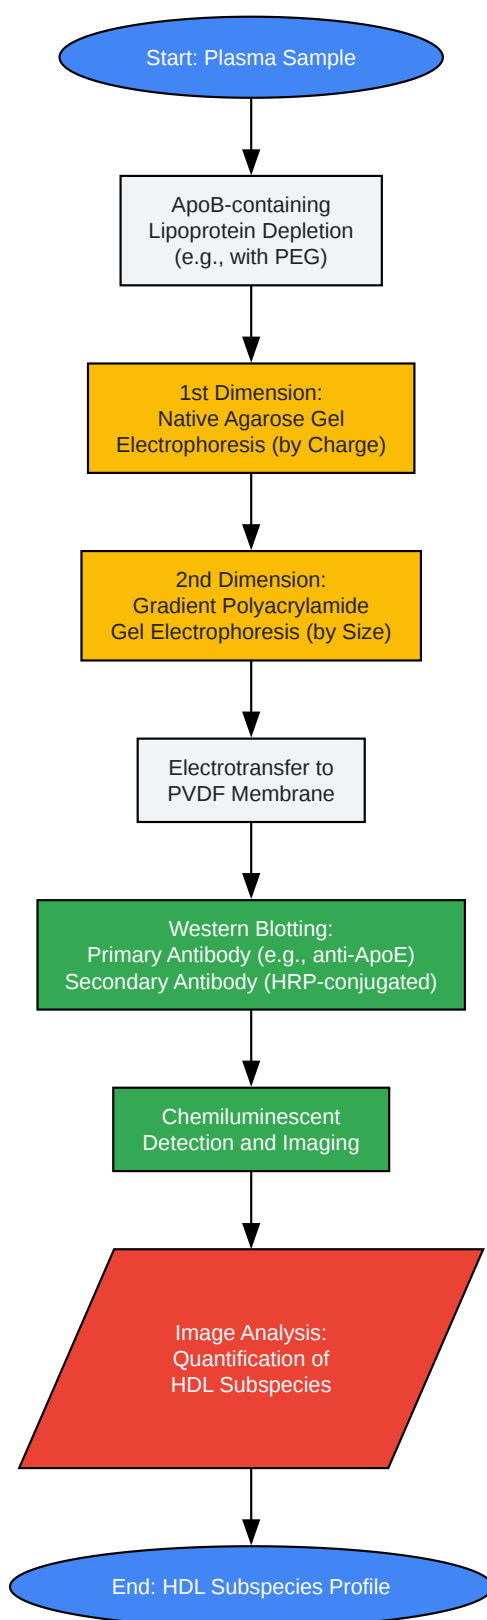 Start: Plasma Sample
ApoB-containing
Lipoprotein Depletion
(e.g., with PEG)
1st Dimension:
Native Agarose Gel
Electrophoresis (by Charge)
2nd Dimension:
Gradient Polyacrylamide
Gel Electrophoresis (by Size)
Electrotransfer to
PVDF Membrane
Western Blotting:
Primary Antibody (e.g., anti-ApoE)
Secondary Antibody (HRP-conjugated)
Chemiluminescent
Detection and Imaging
Image Analysis:
Quantification of
HDL Subspecies
End: HDL Subspecies Profile